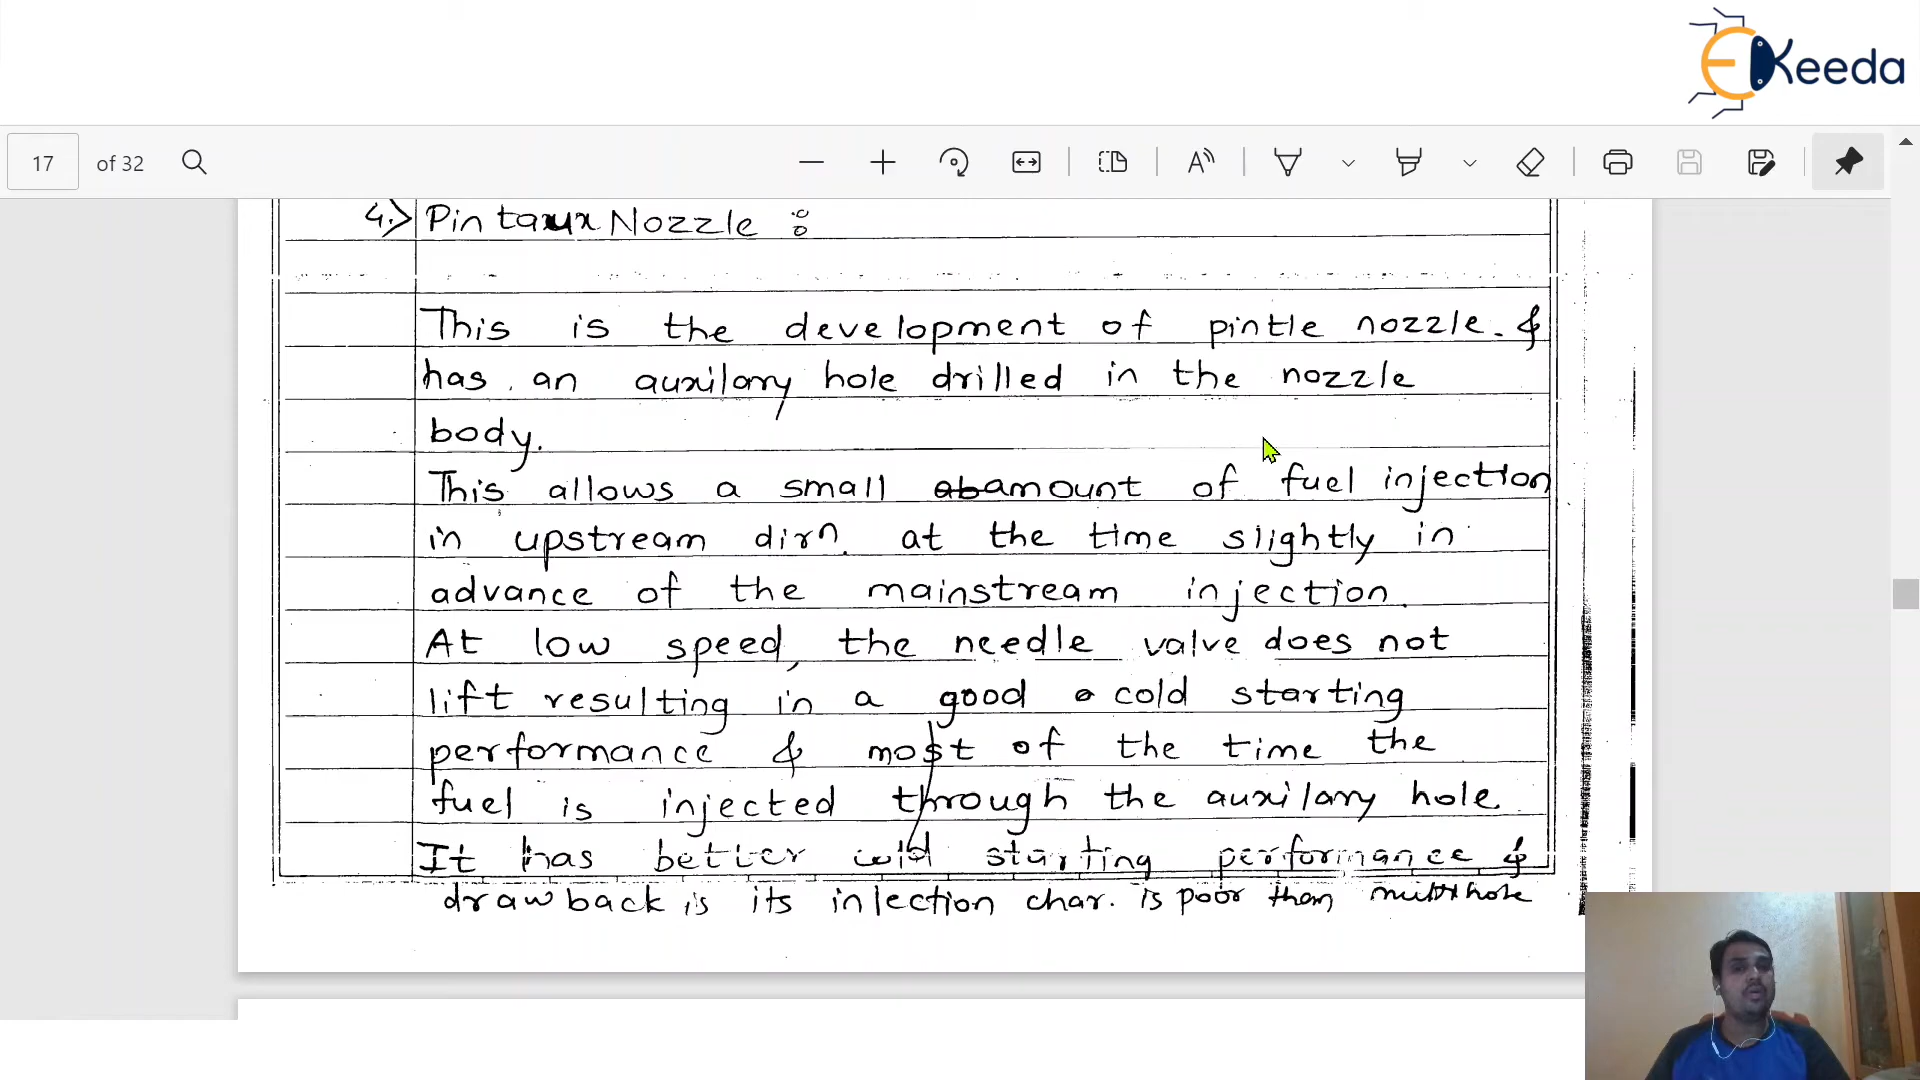 EKeeda
17 of 32
4.) Pintaux Nozzle :
This is the development of pintle nozzle. &
has an auxilary hole drilled in the nozzle
body.
This allows a small amount of fuel injection
in upstream dirn. at the time slightly in
advance of the mainstream injection.
At low speed, the needle valve does not
lift resulting in a good cold starting
performance & most of the time the
fuel is injected through the auxilary hole.
It has better cold starting performance &
drawback is its injection char. is poor than multihole